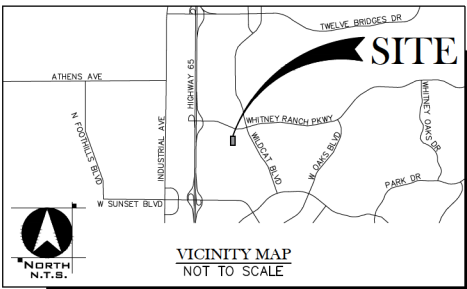 TWELVE BRIDGES DR
SITE
ATHENS AVE
HIGHWAY 65
N FOOTHILLS BLVD
INDUSTRIAL AVE
WHITNEY RANCH PKWY
WILDCAT BLVD
W OAKS BLVD
WHITNEY OAKS DR
PARK DR
W SUNSET BLVD
NORTH
N.T.S.
VICINITY MAP
NOT TO SCALE